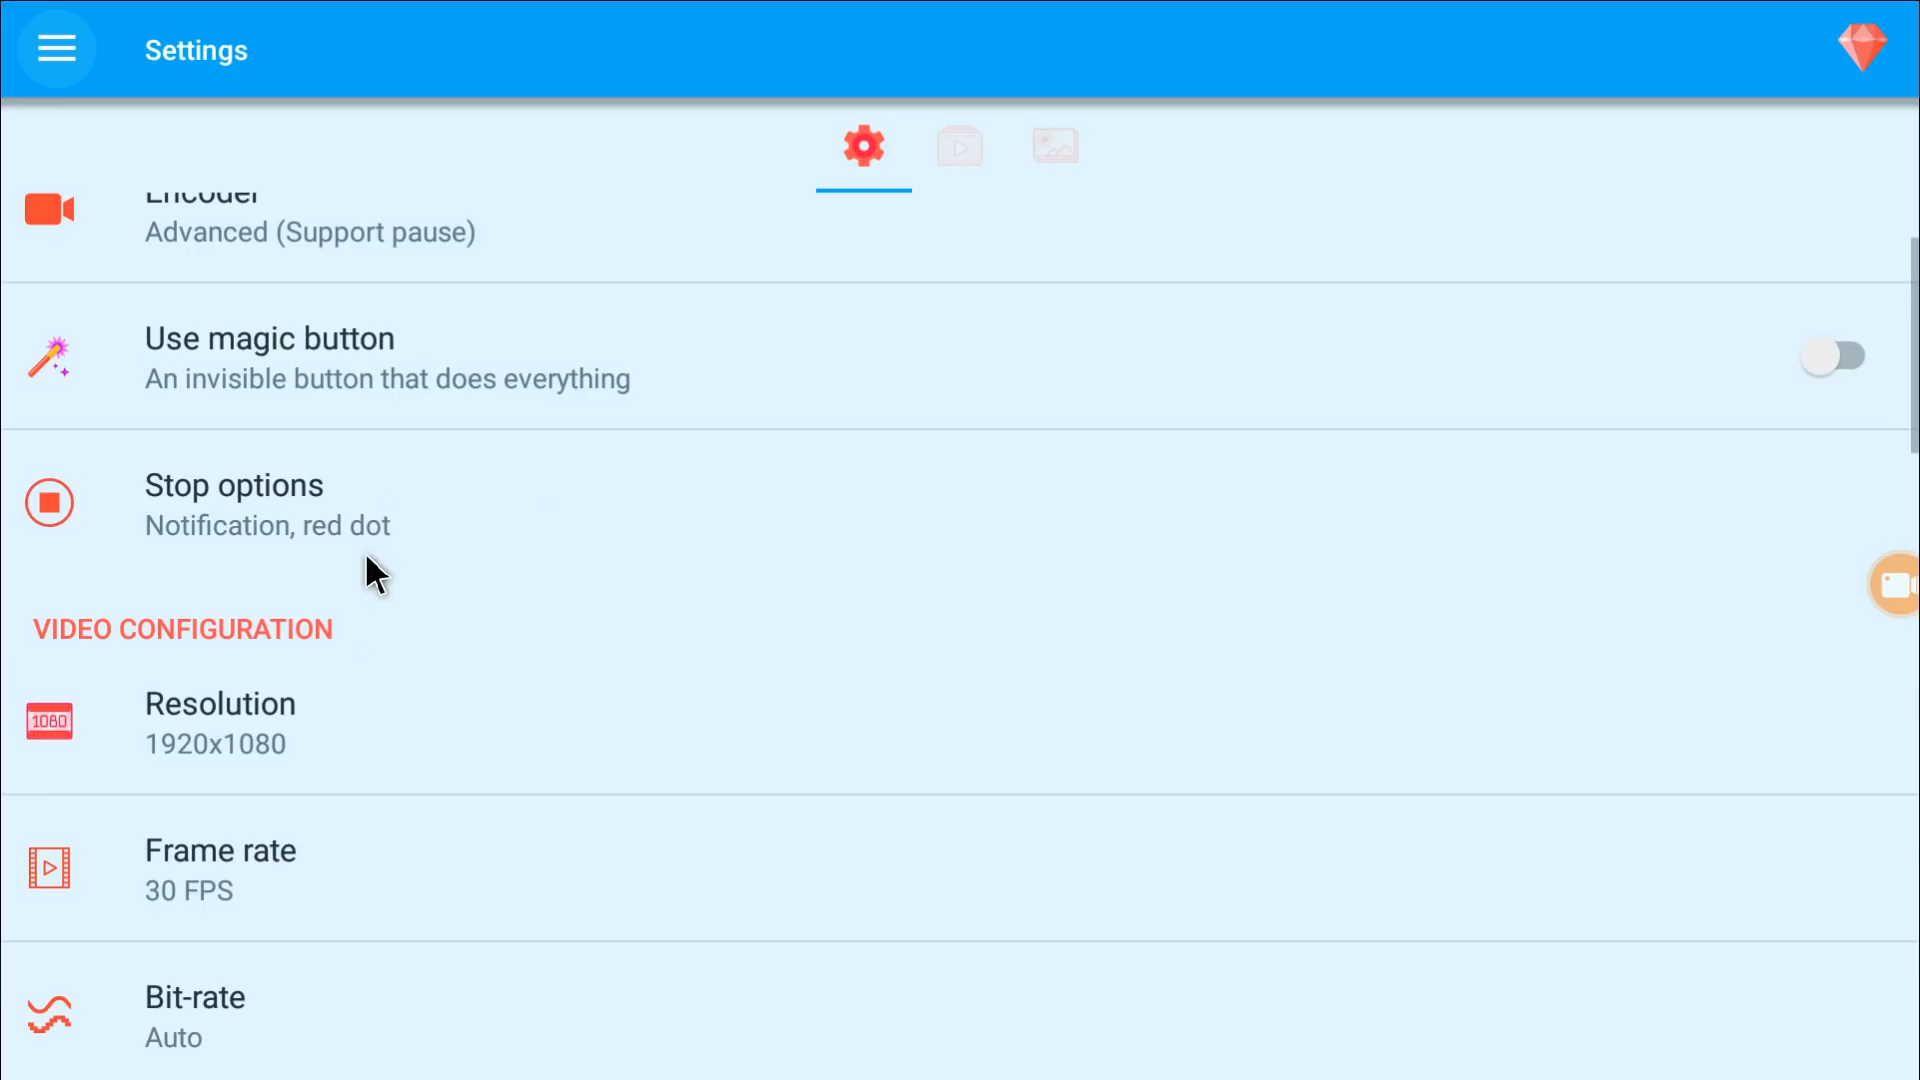 Settings
Encoder
Advanced (Support pause)
Use magic button
An invisible button that does everything
Stop options
Notification, red dot
VIDEO CONFIGURATION
1080
Resolution
1920x1080
Frame rate
30 FPS
Bit-rate
Auto